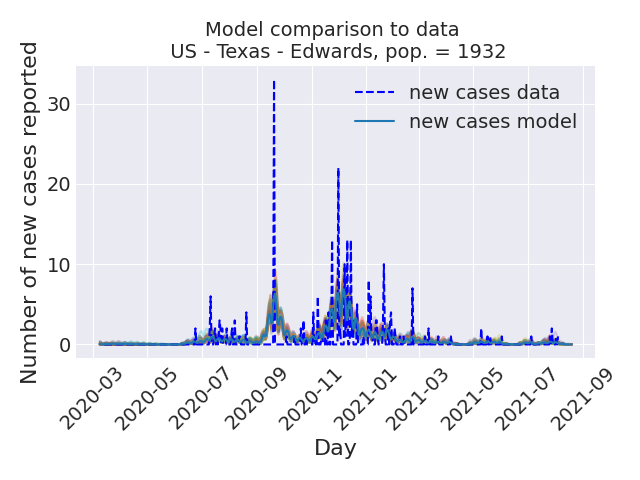 Model comparison to data
US - Texas - Edwards, pop. = 1932
new cases data
new cases model
Number of new cases reported
30
20
10
0
2020-03
2020-05
2020-07
2020-09
2020-11
2021-01
2021-03
2021-05
2021-07
2021-09
Day